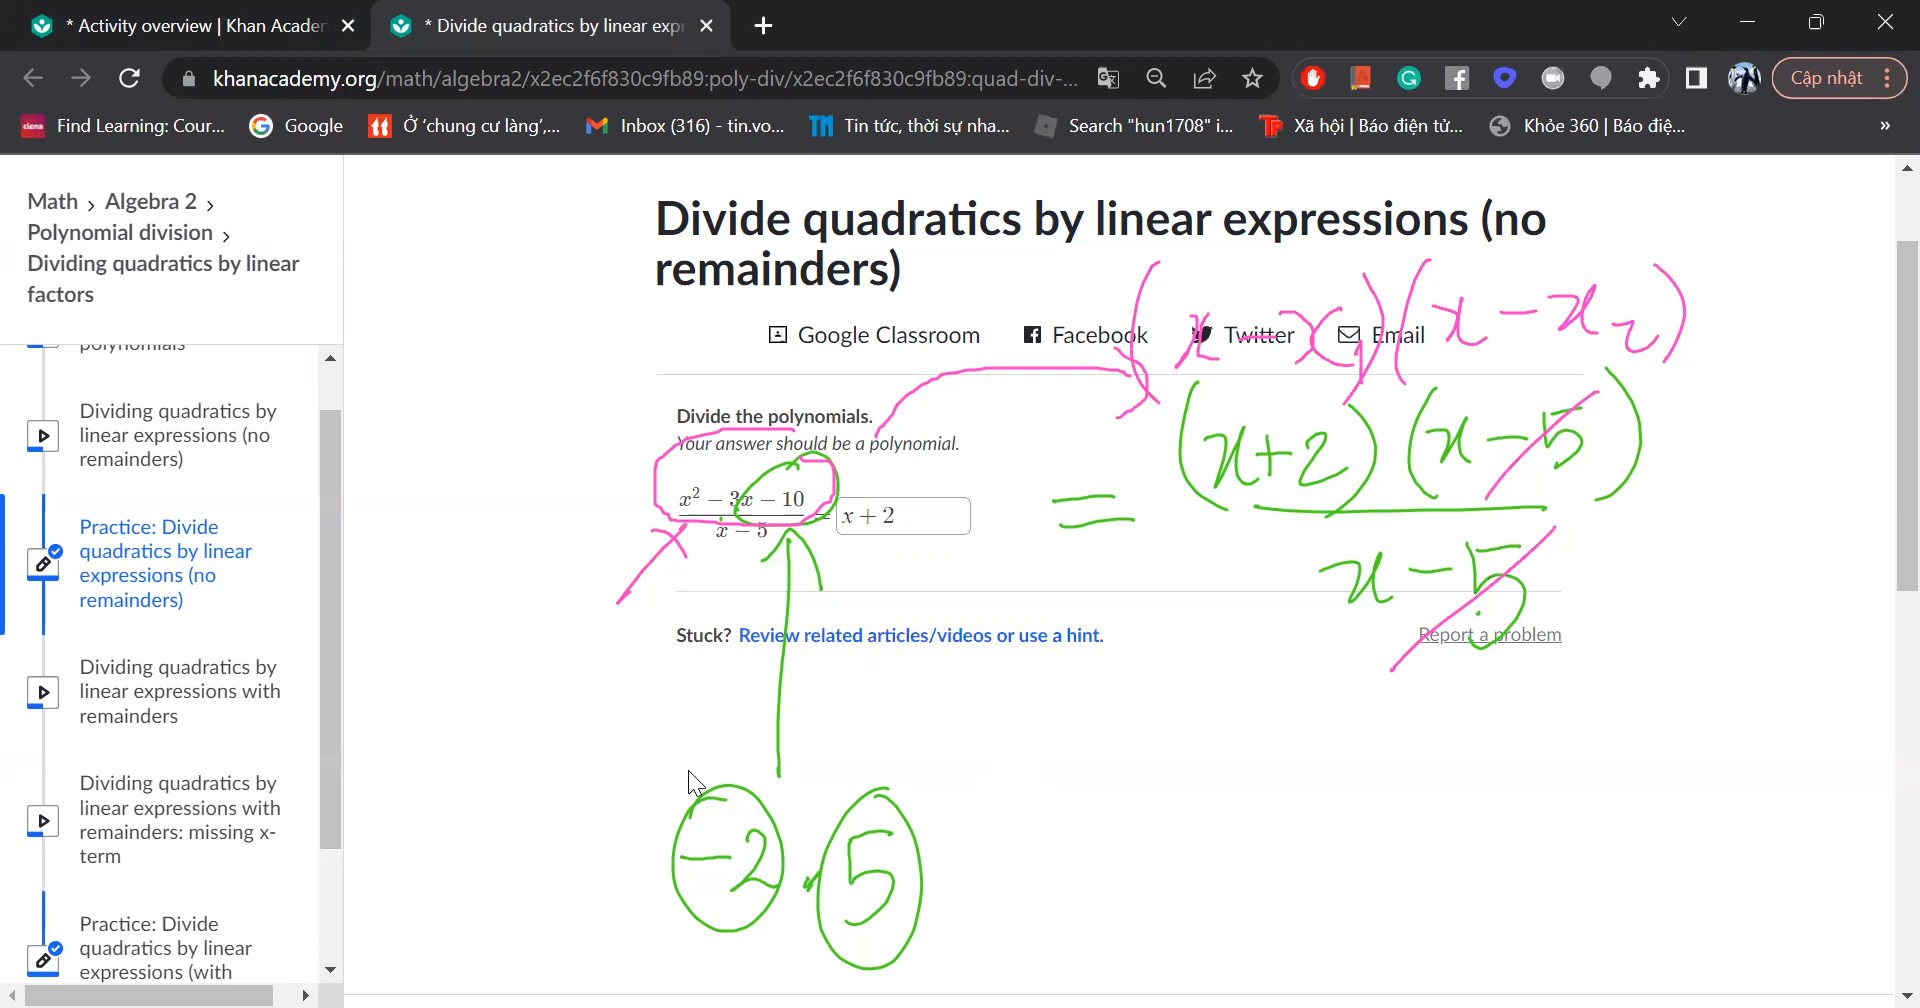 * Activity overview | Khan Acader
* Divide quadratics by linear expr
khanacademy.org/math/algebra2/x2ec2f6f830c9fb89:poly-div/x2ec2f6f830c9fb89:quad-div-...
Cập nhật
ciena Find Learning: Cour...
Google
Ở ‘chung cư làng’,...
Inbox (316) - tin.vo...
TN Tin tức, thời sự nha...
Search "hun1708" i...
TP Xã hội | Báo điện tử...
Khỏe 360 | Báo điệ...
»
Math > Algebra 2 >
Polynomial division >
Dividing quadratics by linear
factors
polynomials
Dividing quadratics by
linear expressions (no
remainders)
Practice: Divide
quadratics by linear
expressions (no
remainders)
Dividing quadratics by
linear expressions with
remainders
Dividing quadratics by
linear expressions with
remainders: missing x-
term
Practice: Divide
quadratics by linear
expressions (with
Divide quadratics by linear expressions (no
remainders)
Google Classroom Facebook Twitter Email
(x - x₁)(x - x₂)
Divide the polynomials.
Your answer should be a polynomial.
x² − 3x − 10
x − 5
= x + 2
= (x+2)(x-5)
x - 5
Stuck? Review related articles/videos or use a hint.
Report a problem
-2 . 5